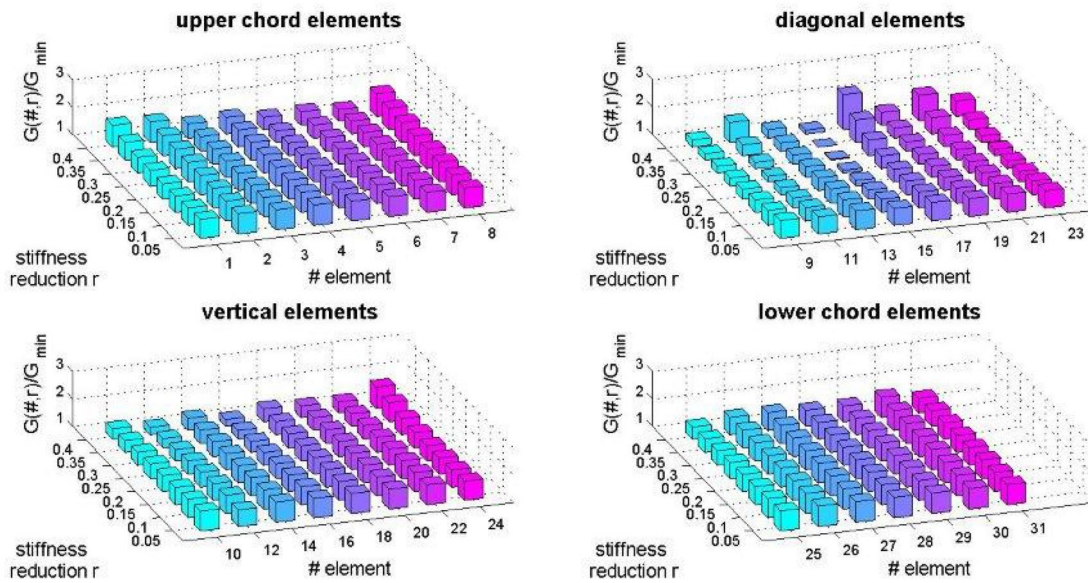 upper chord elements
G(#,r)/G min
3
2
1
0.4
0.35
0.3
0.25
0.2
0.15
0.1
0.05
stiffness
reduction r
1 2 3 4 5 6 7 8
# element
diagonal elements
G(#,r)/G min
3
2
1
0.4
0.35
0.3
0.25
0.2
0.15
0.1
0.05
stiffness
reduction r
9 11 13 15 17 19 21 23
# element
vertical elements
G(#,r)/G min
3
2
1
0.4
0.35
0.3
0.25
0.2
0.15
0.1
0.05
stiffness
reduction r
10 12 14 16 18 20 22 24
# element
lower chord elements
G(#,r)/G min
3
2
1
0.4
0.35
0.3
0.25
0.2
0.15
0.1
0.05
stiffness
reduction r
25 26 27 28 29 30 31
# element